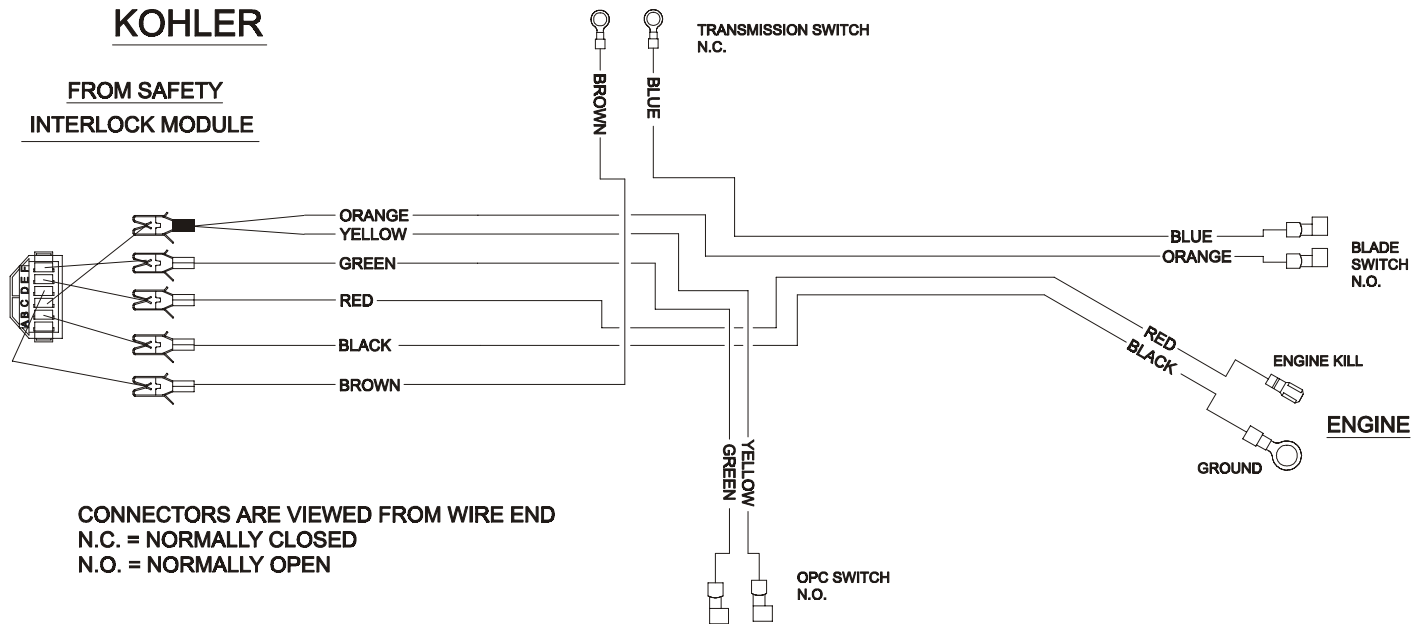 KOHLER
FROM SAFETY
INTERLOCK MODULE
TRANSMISSION SWITCH
N.C.
BROWN
BLUE
ORANGE
YELLOW
GREEN
RED
BLACK
BROWN
A B C D E F
BLUE
ORANGE
BLADE
SWITCH
N.O.
RED
BLACK
ENGINE KILL
ENGINE
GROUND
GREEN
YELLOW
CONNECTORS ARE VIEWED FROM WIRE END
N.C. = NORMALLY CLOSED
N.O. = NORMALLY OPEN
OPC SWITCH
N.O.